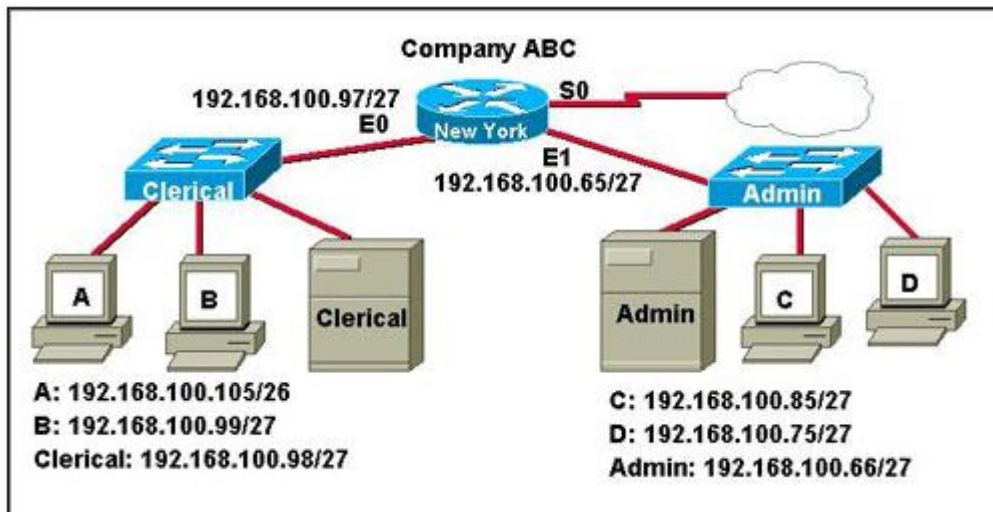 Company ABC
192.168.100.97/27
S0
E0
New York
E1
192.168.100.65/27
Clerical
Admin
A
B
Clerical
Admin
C
D
A: 192.168.100.105/26
B: 192.168.100.99/27
Clerical: 192.168.100.98/27
C: 192.168.100.85/27
D: 192.168.100.75/27
Admin: 192.168.100.66/27